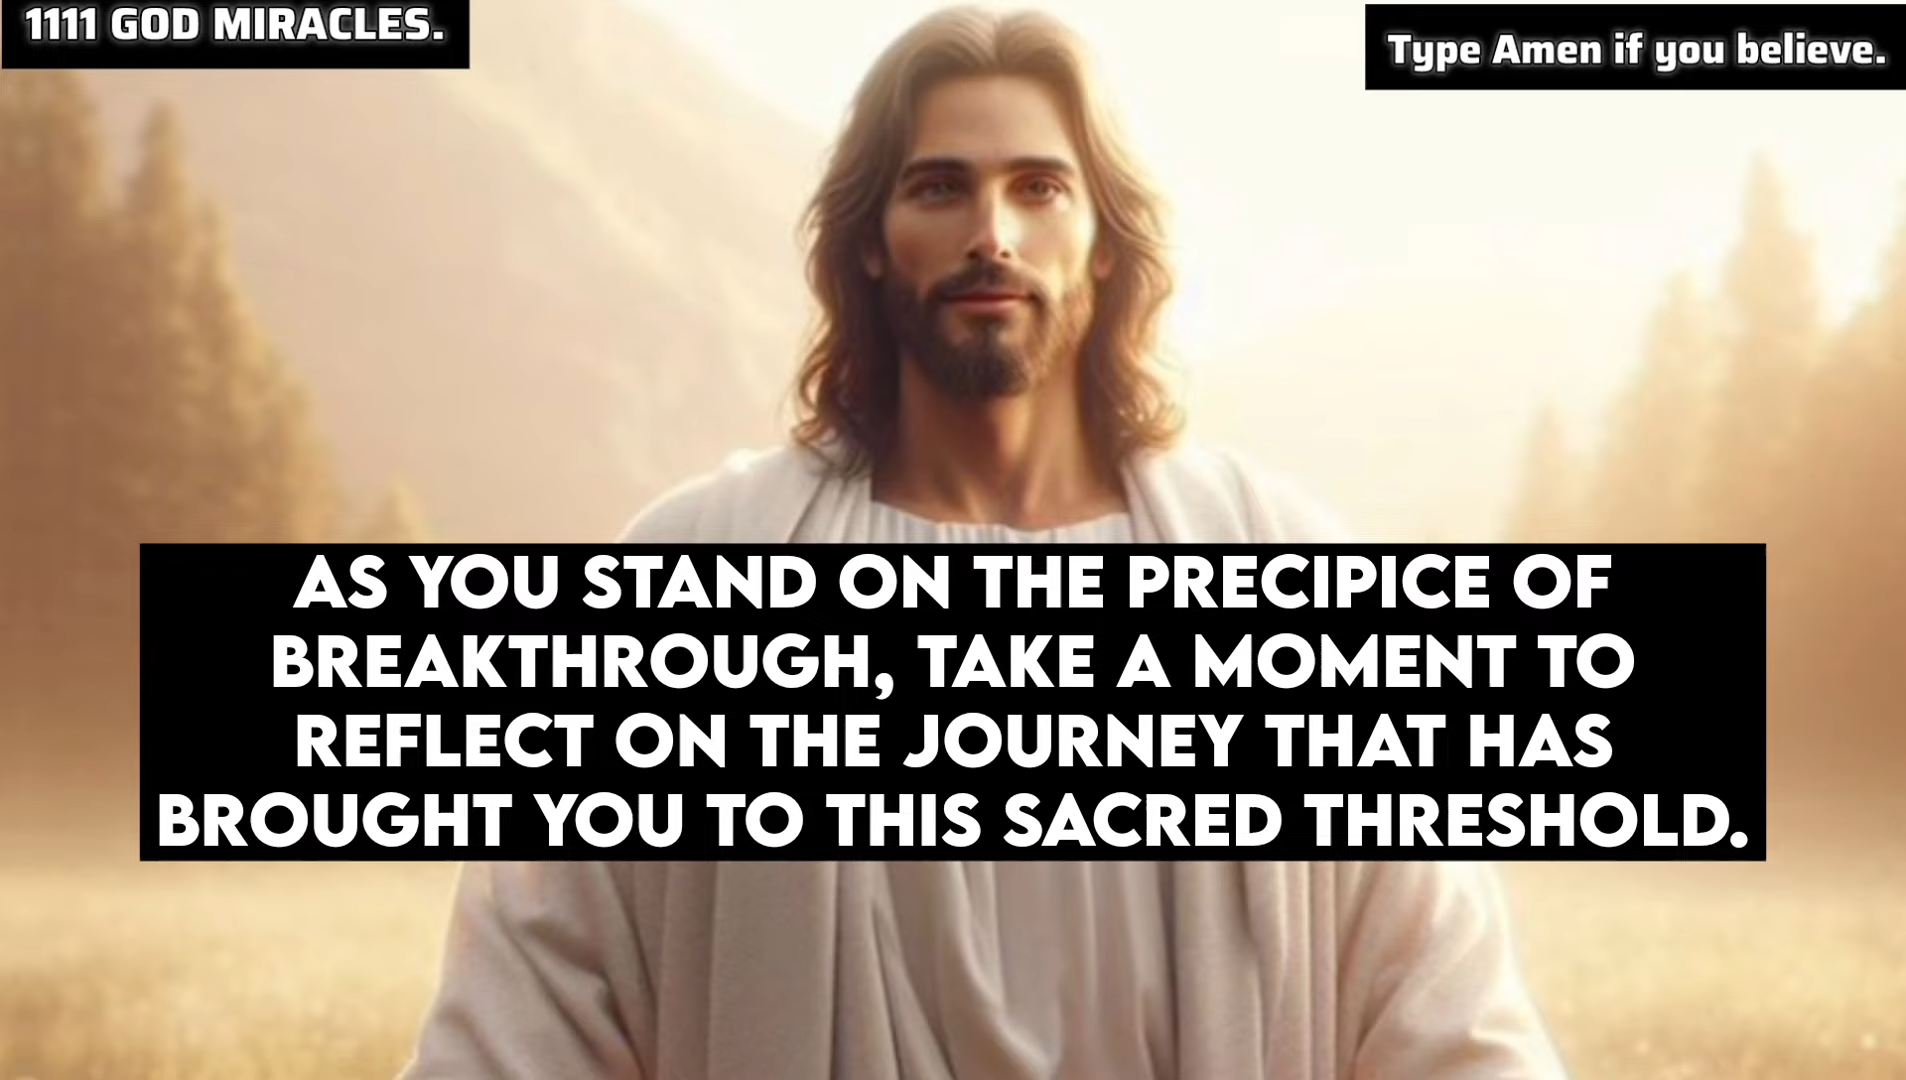 1111 GOD MIRACLES.
Type Amen if you believe.
AS YOU STAND ON THE PRECIPICE OF
BREAKTHROUGH, TAKE A MOMENT TO
REFLECT ON THE JOURNEY THAT HAS
BROUGHT YOU TO THIS SACRED THRESHOLD.